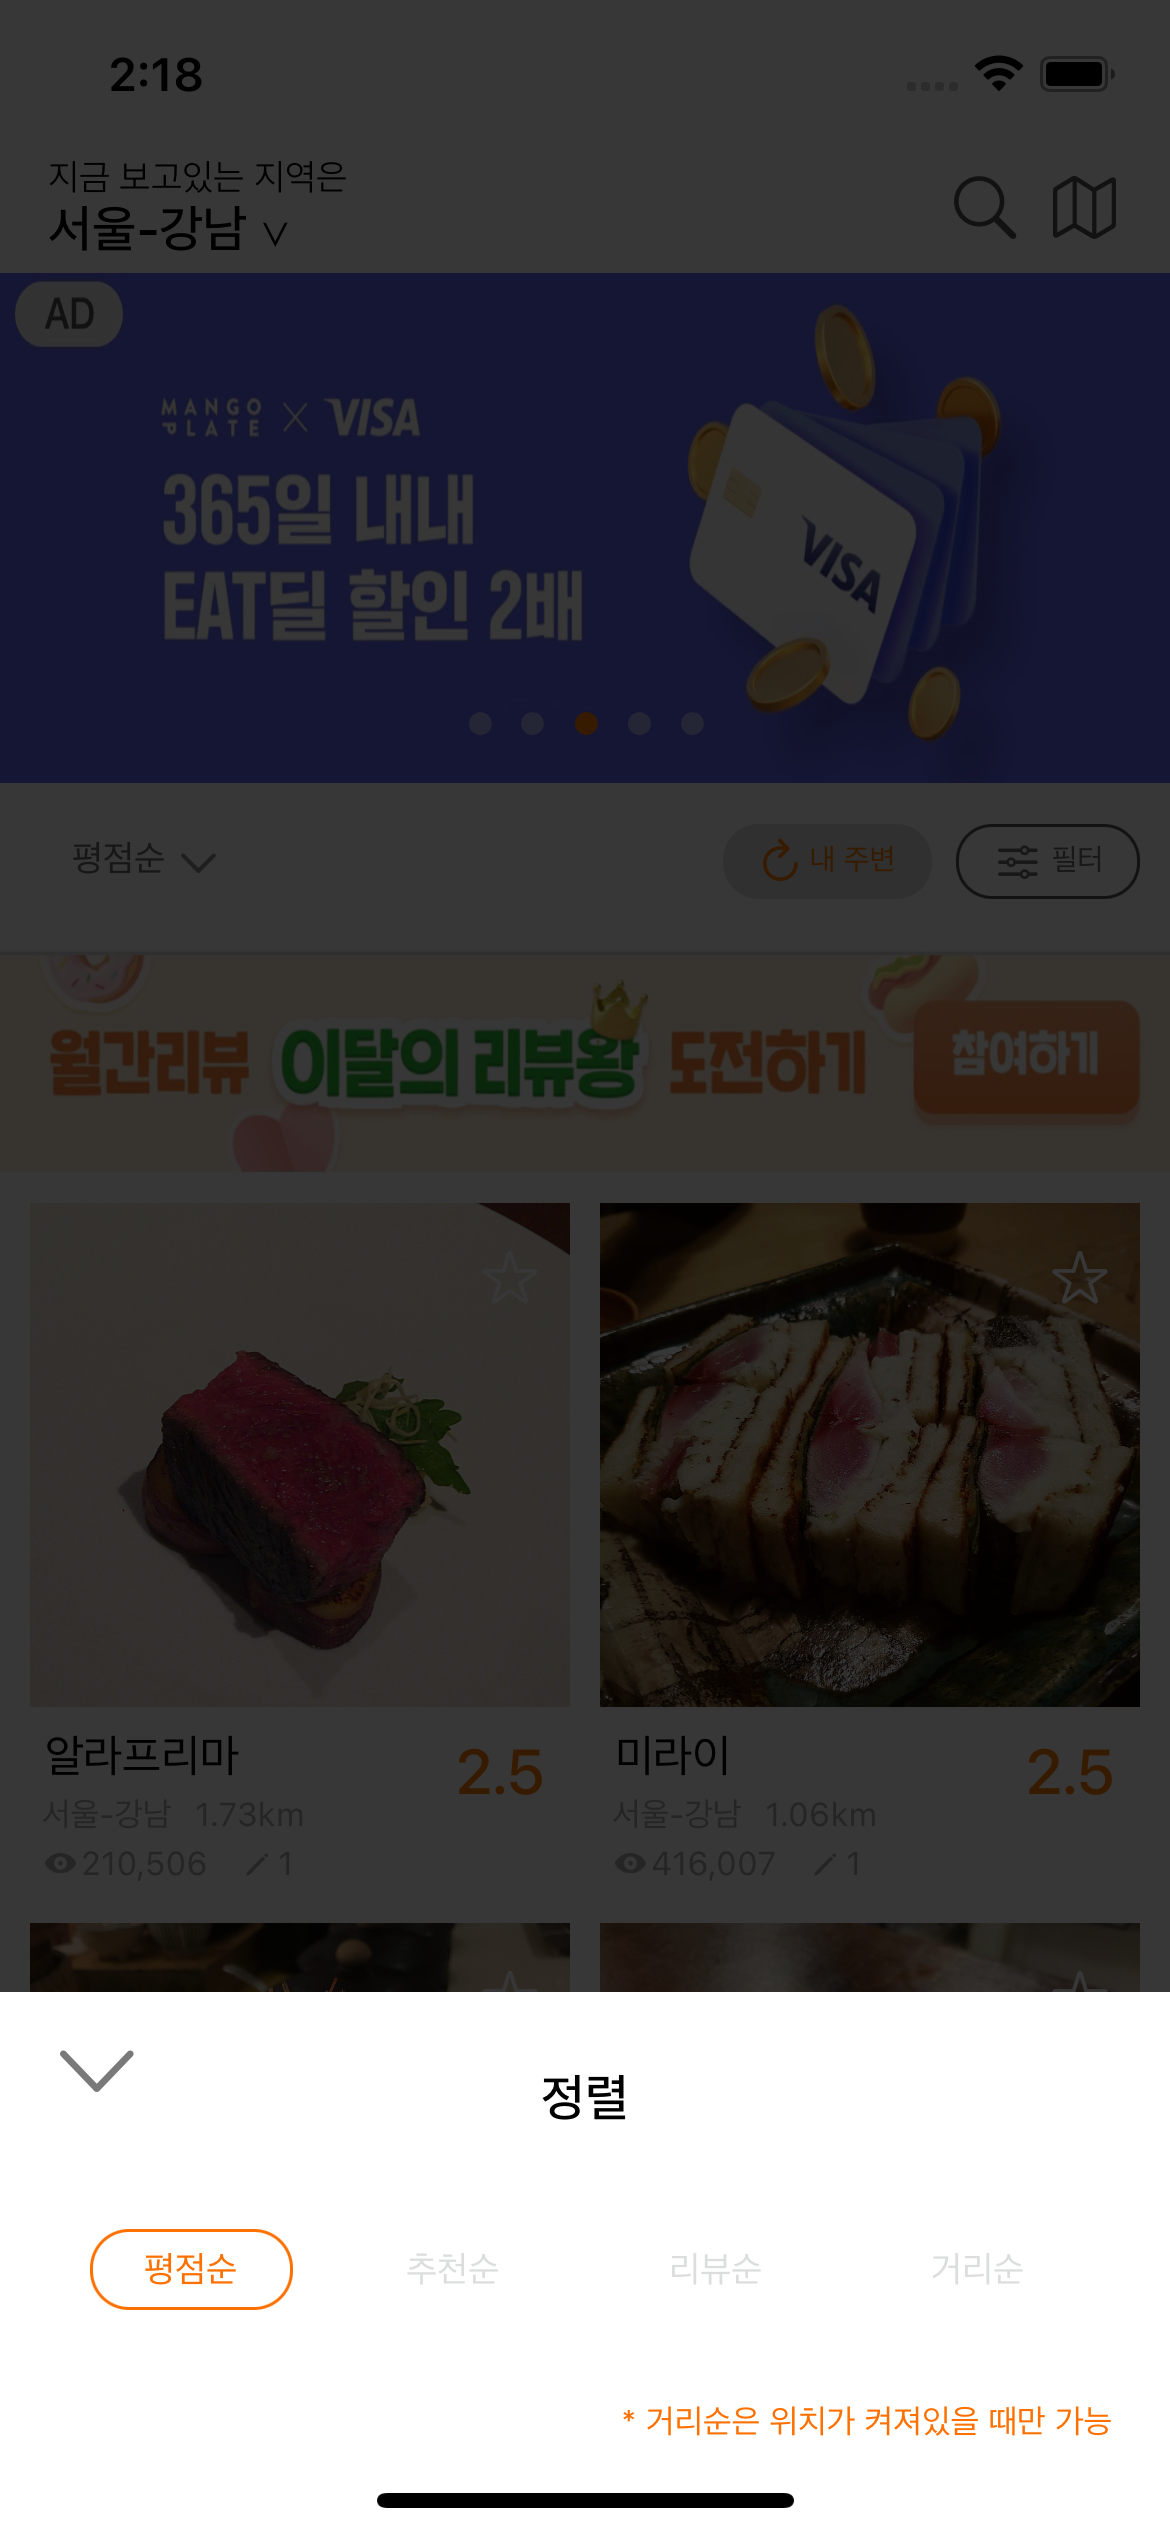 2:18
지금 보고있는 지역은
서울-강남
AD
MANGO PLATE X VISA
365일 내내
EAT딜 할인 2배
VISA
평점순
내 주변
필터
월간리뷰 이달의 리뷰왕 도전하기 참여하기
알라프리마 2.5
서울-강남 1.73km
210,506 1
미라이 2.5
서울-강남 1.06km
416,007 1
정렬
평점순 추천순 리뷰순 거리순
* 거리순은 위치가 켜져있을 때만 가능